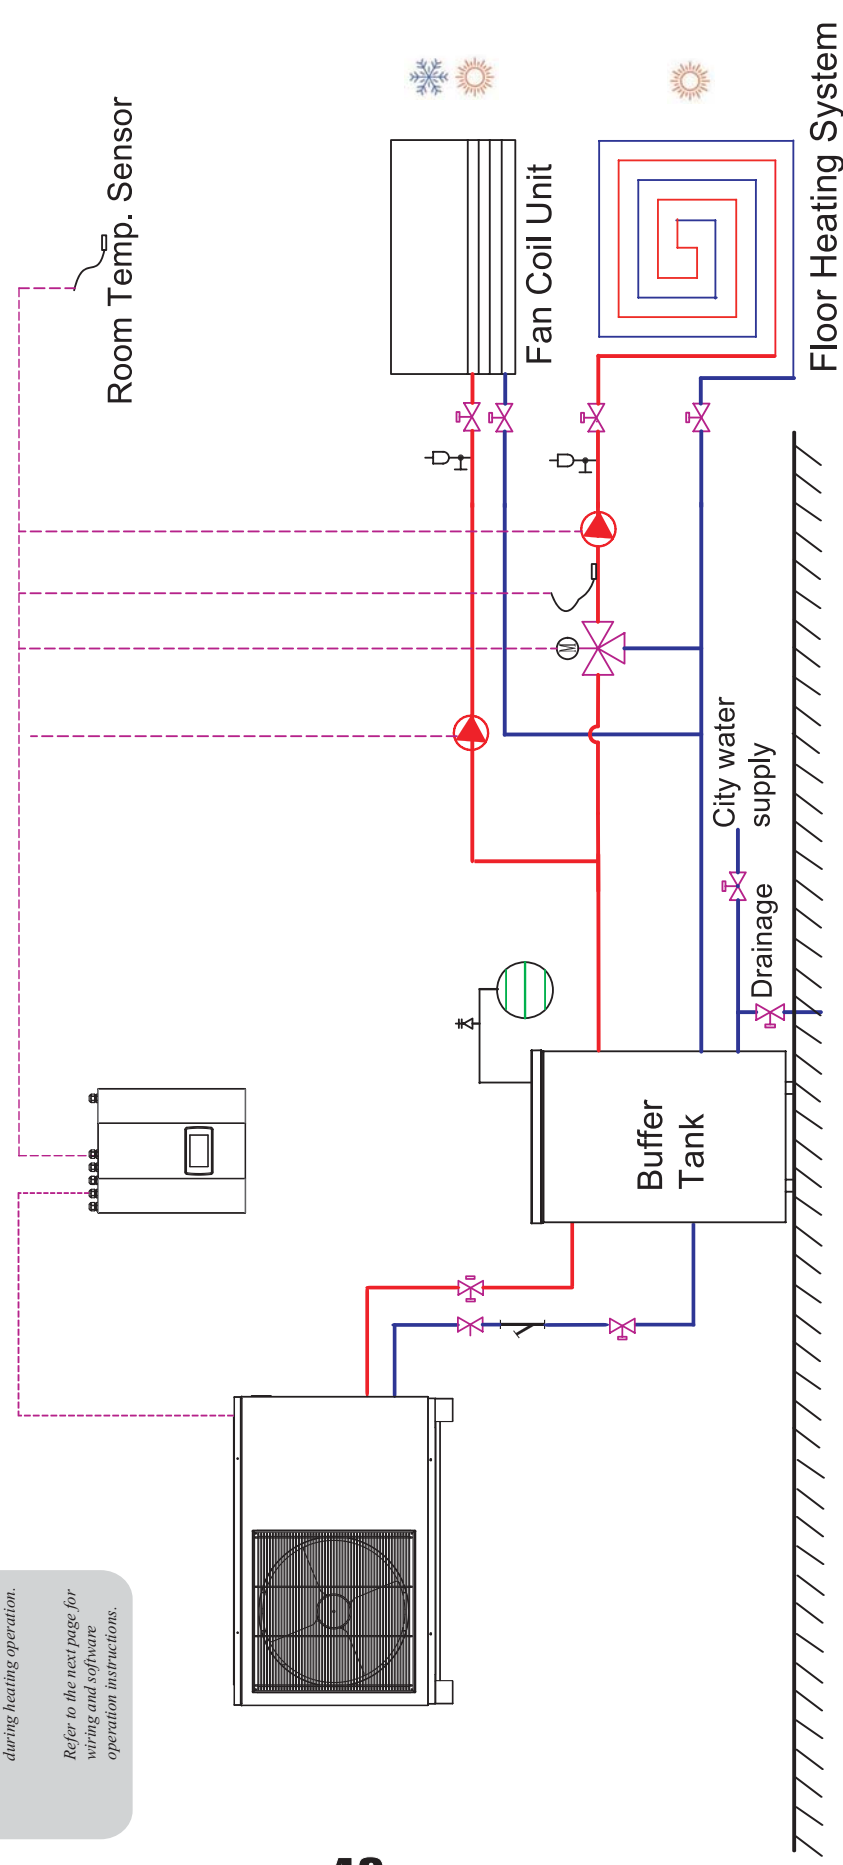 during heating operation.
Refer to the next page for
wiring and software
operation instructions.
Room Temp. Sensor
Fan Coil Unit
Floor Heating System
City water
supply
Drainage
Buffer
Tank